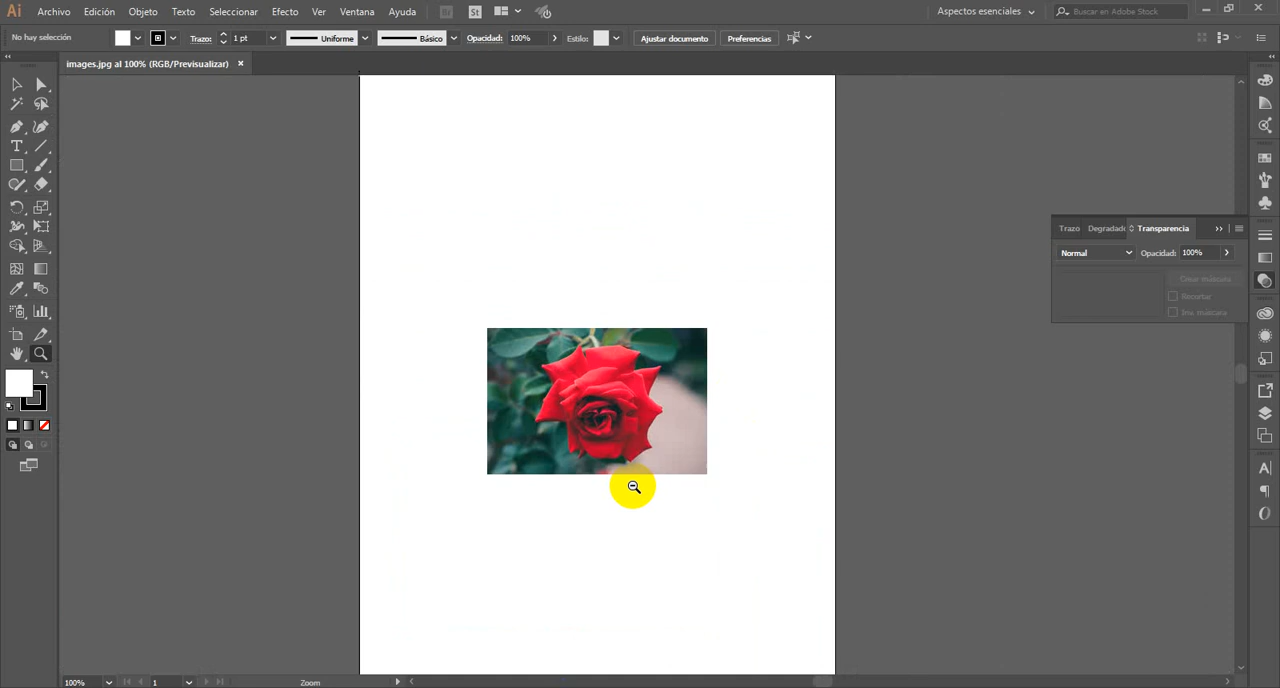 Ai Archivo Edición Objeto Texto Seleccionar Efecto Ver Ventana Ayuda Br St Aspectos esenciales Buscar en Adobe Stock
No hay selección Trazo: 1 pt Uniforme Básico Opacidad: 100% Estilo: Ajustar documento Preferencias
images.jpg al 100% (RGB/Previsualizar) ×
Trazo Degradado Transparencia
Normal Opacidad: 100%
Crear máscara
Recortar
Inv. máscara
100% 1 Zoom